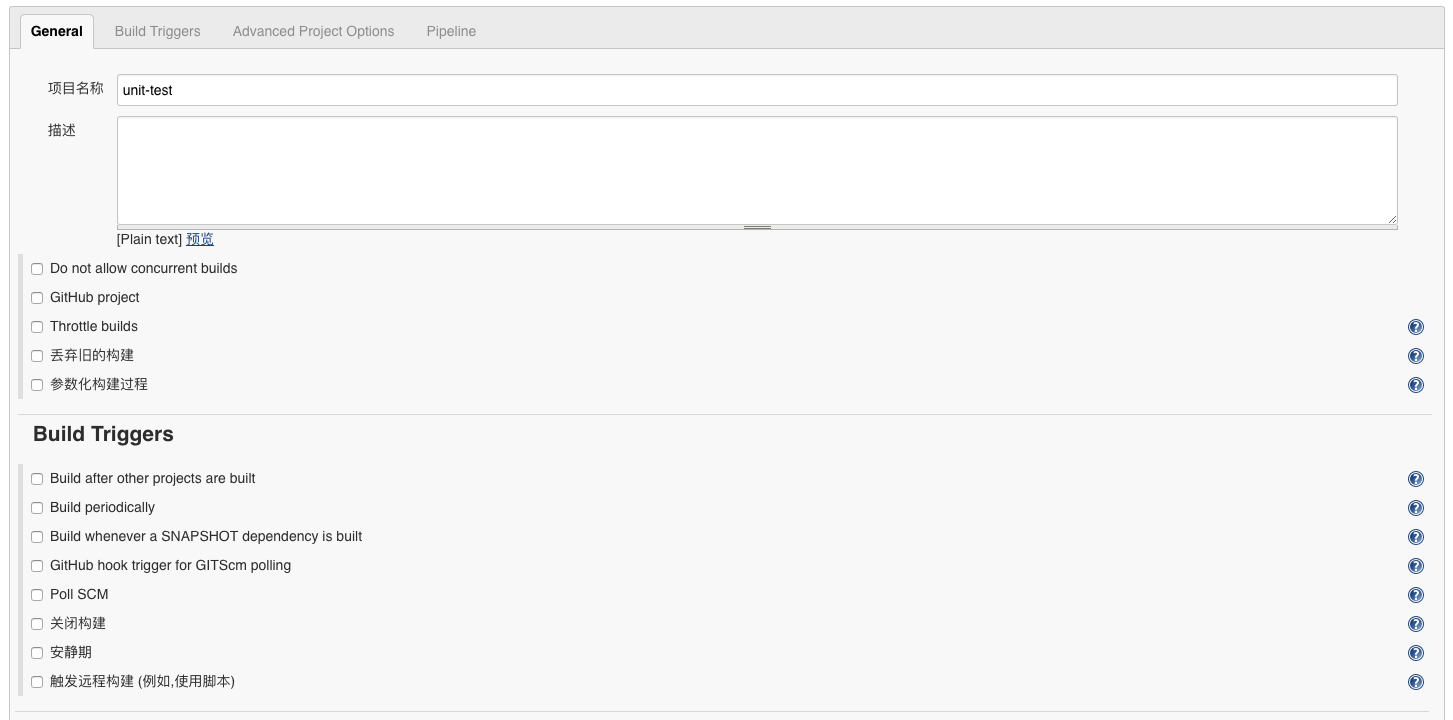 General Build Triggers Advanced Project Options Pipeline
项目名称 unit-test
描述
[Plain text] 预览
Do not allow concurrent builds
GitHub project
Throttle builds
丢弃旧的构建
参数化构建过程
Build Triggers
Build after other projects are built
Build periodically
Build whenever a SNAPSHOT dependency is built
GitHub hook trigger for GITScm polling
Poll SCM
关闭构建
安静期
触发远程构建 (例如,使用脚本)